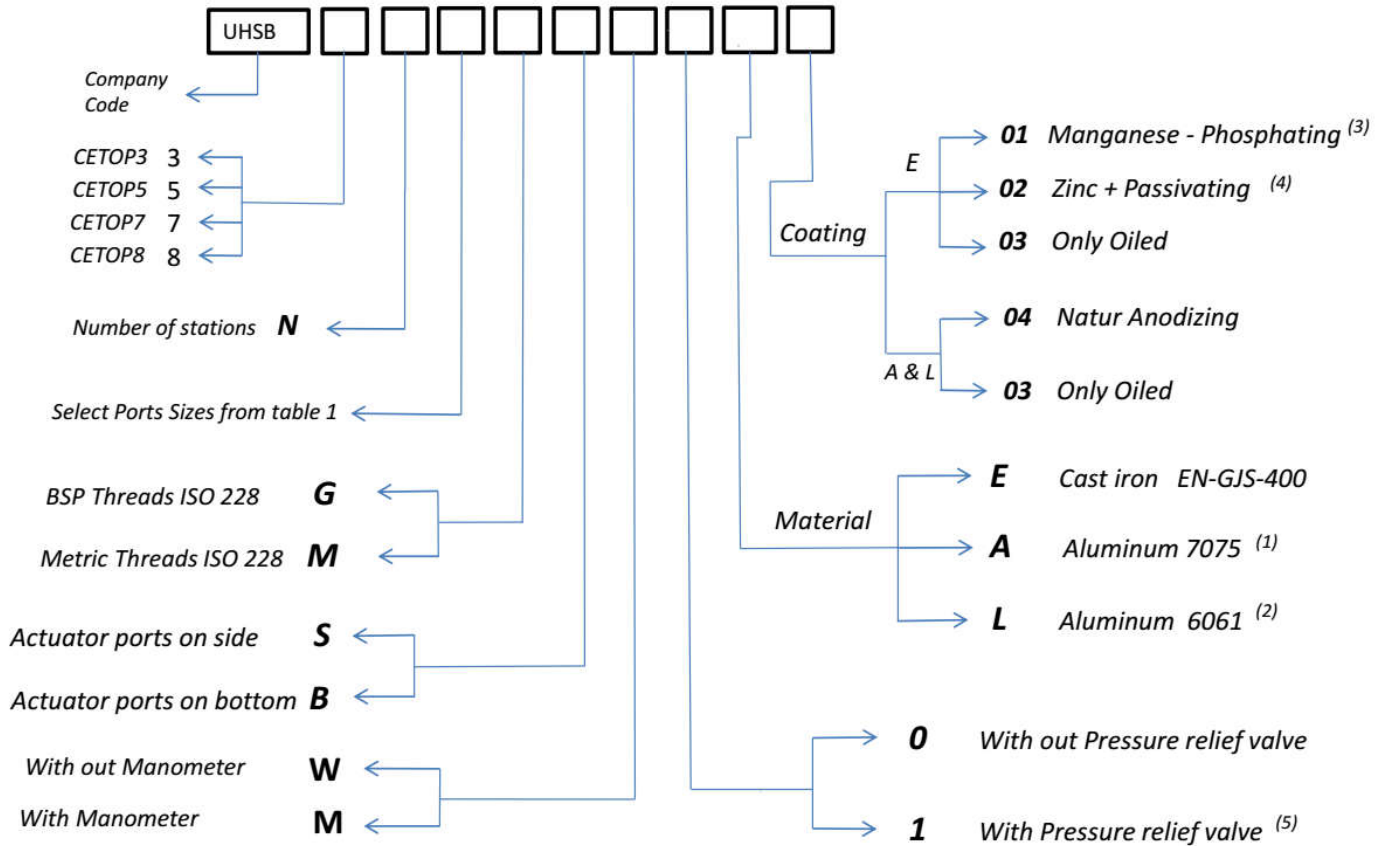 UHSB
Company
Code
CETOP3 3
CETOP5 5
CETOP7 7
CETOP8 8
Number of stations N
Select Ports Sizes from table 1
BSP Threads ISO 228 G
Metric Threads ISO 228 M
Actuator ports on side S
Actuator ports on bottom B
With out Manometer W
With Manometer M
Coating
E
01 Manganese - Phosphating (3)
02 Zinc + Passivating (4)
03 Only Oiled
A & L
04 Natur Anodizing
03 Only Oiled
Material
E Cast iron EN-GJS-400
A Aluminum 7075 (1)
L Aluminum 6061 (2)
0 With out Pressure relief valve
1 With Pressure relief valve (5)